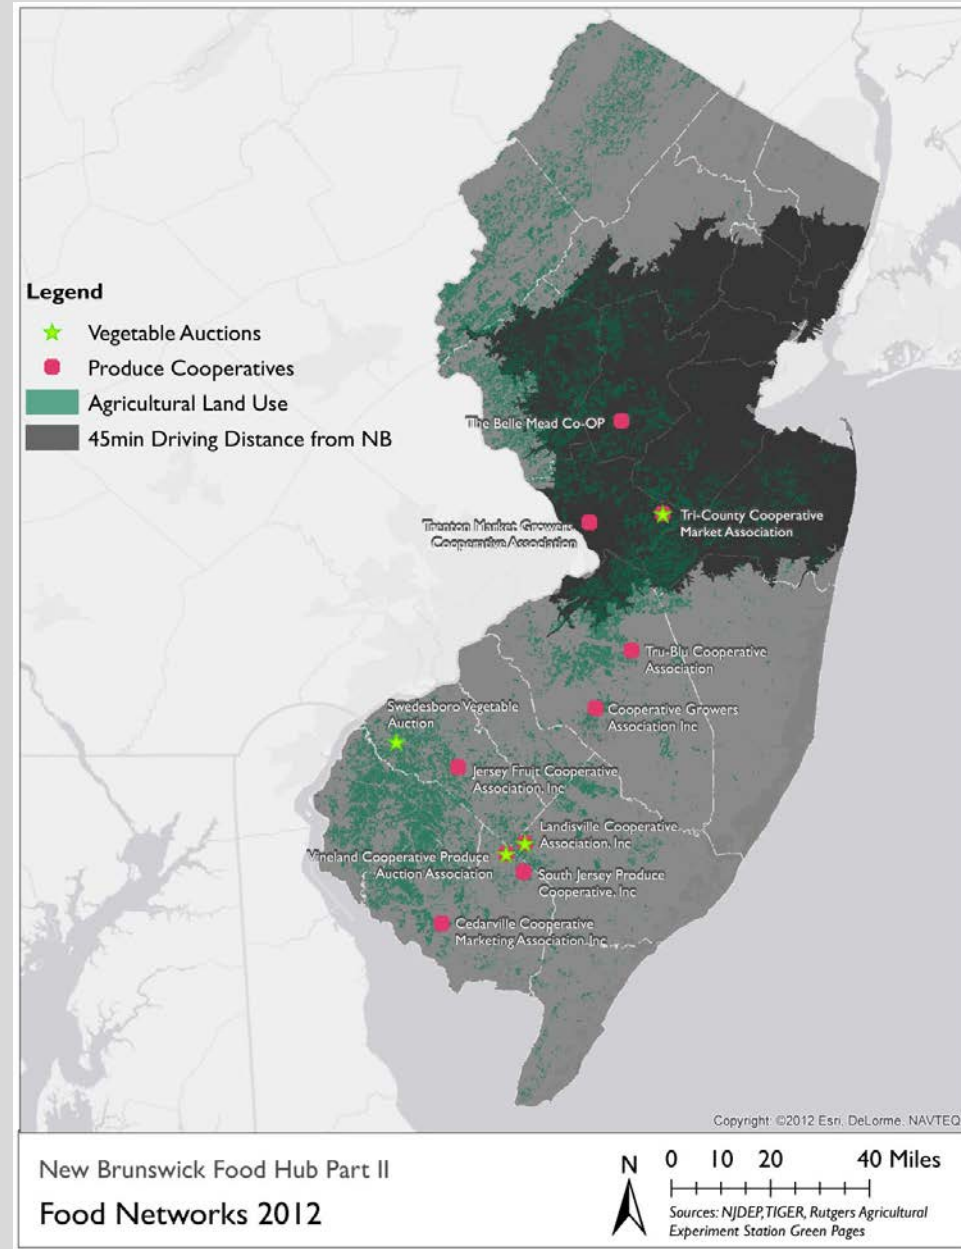 Legend
Vegetable Auctions
Produce Cooperatives
Agricultural Land Use
45min Driving Distance from NB
The Belle Mead Co-OP
Trenton Market Growers
Cooperative Association
Tri-County Cooperative
Market Association
Tru-Blu Cooperative
Association
Swedesboro Vegetable
Auction
Cooperative Growers
Association Inc
Jersey Fruit Cooperative
Association, Inc
Landisville Cooperative
Association, Inc
Vineland Cooperative Produce
Auction Association
South Jersey Produce
Cooperative, Inc
Cedarville Cooperative
Marketing Association, Inc
Copyright: ©2012 Esri, DeLorme, NAVTEQ
New Brunswick Food Hub Part II
Food Networks 2012
N
0 10 20 40 Miles
Sources: NJDEP, TIGER, Rutgers Agricultural
Experiment Station Green Pages